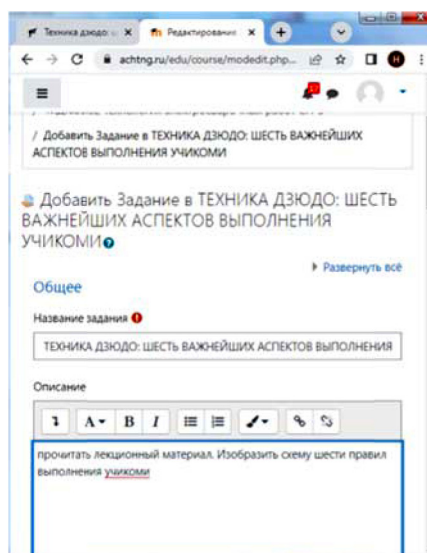 Техника дзюдо:
Редактирование
achtng.ru/edu/course/modedit.php...
/ Добавить Задание в ТЕХНИКА ДЗЮДО: ШЕСТЬ ВАЖНЕЙШИХ
АСПЕКТОВ ВЫПОЛНЕНИЯ УЧИКОМИ
Добавить Задание в ТЕХНИКА ДЗЮДО: ШЕСТЬ
ВАЖНЕЙШИХ АСПЕКТОВ ВЫПОЛНЕНИЯ
УЧИКОМИ
Развернуть всё
Общее
Название задания
ТЕХНИКА ДЗЮДО: ШЕСТЬ ВАЖНЕЙШИХ АСПЕКТОВ ВЫПОЛНЕНИЯ
Описание
A B I
прочитать лекционный материал. Изобразить схему шести правил
выполнения учикоми